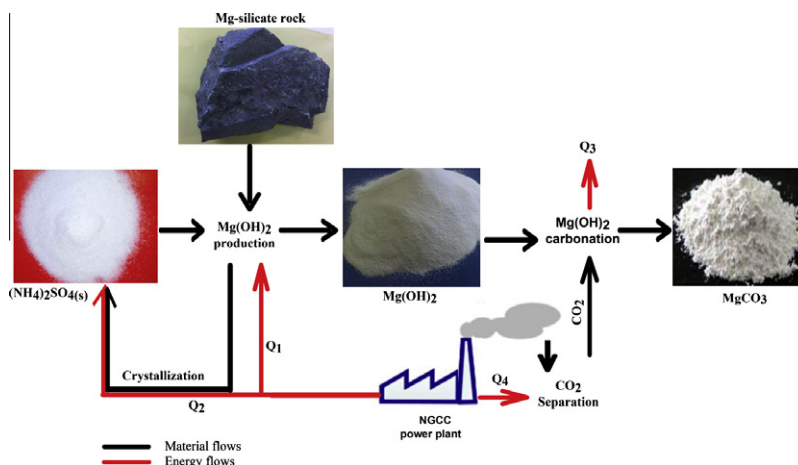 Mg-silicate rock
Q3
Mg(OH)2
production
Mg(OH)2
carbonation
(NH4)2SO4(s)
Mg(OH)2
MgCO3
CO2
Q1
Crystallization
Q2
Q4
CO2
Separation
NGCC
power plant
Material flows
Energy flows